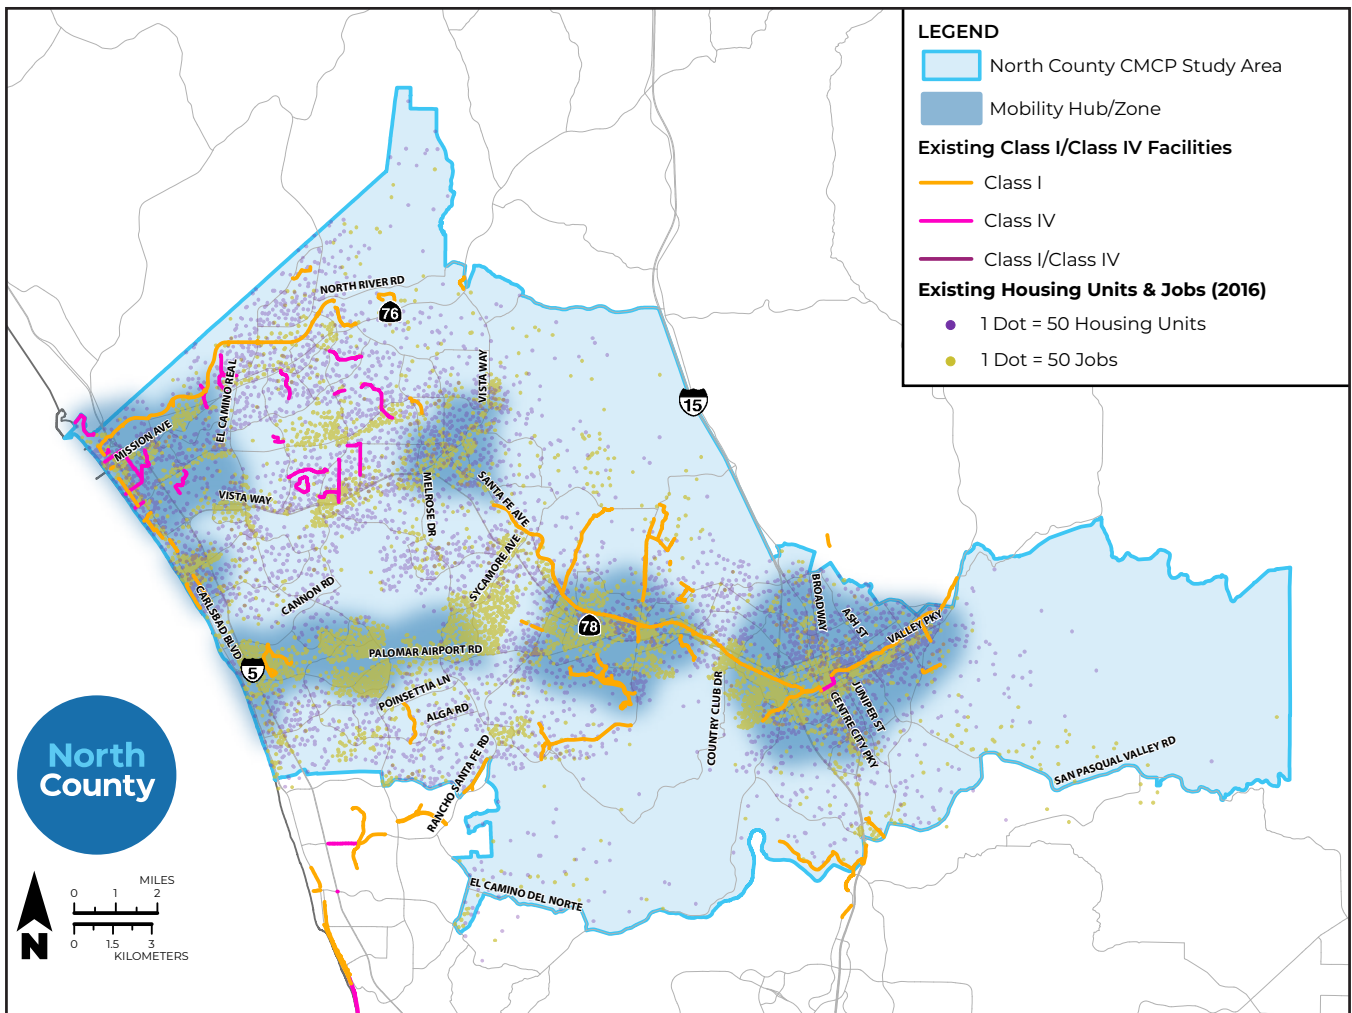 LEGEND
North County CMCP Study Area
Mobility Hub/Zone
Existing Class I/Class IV Facilities
Class I
Class IV
Class I/Class IV
Existing Housing Units & Jobs (2016)
1 Dot = 50 Housing Units
1 Dot = 50 Jobs
NORTH RIVER RD
76
VISTA WAY
EL CAMINO REAL
15
MISSION AVE
VISTA WAY
MELROSE DR
SANTA FE AVE
SYCAMORE AVE
CANNON RD
CARLSBAD BLVD
BROADWAY
ASH ST
VALLEY PKY
78
PALOMAR AIRPORT RD
5
POINSETTIA LN
ALGA RD
COUNTRY CLUB DR
JUNIPER ST
CENTRE CITY PKY
RANCHO SANTA FE RD
SAN PASQUAL VALLEY RD
EL CAMINO DEL NORTE
North
County
N
MILES
0 1 2
0 1.5 3
KILOMETERS